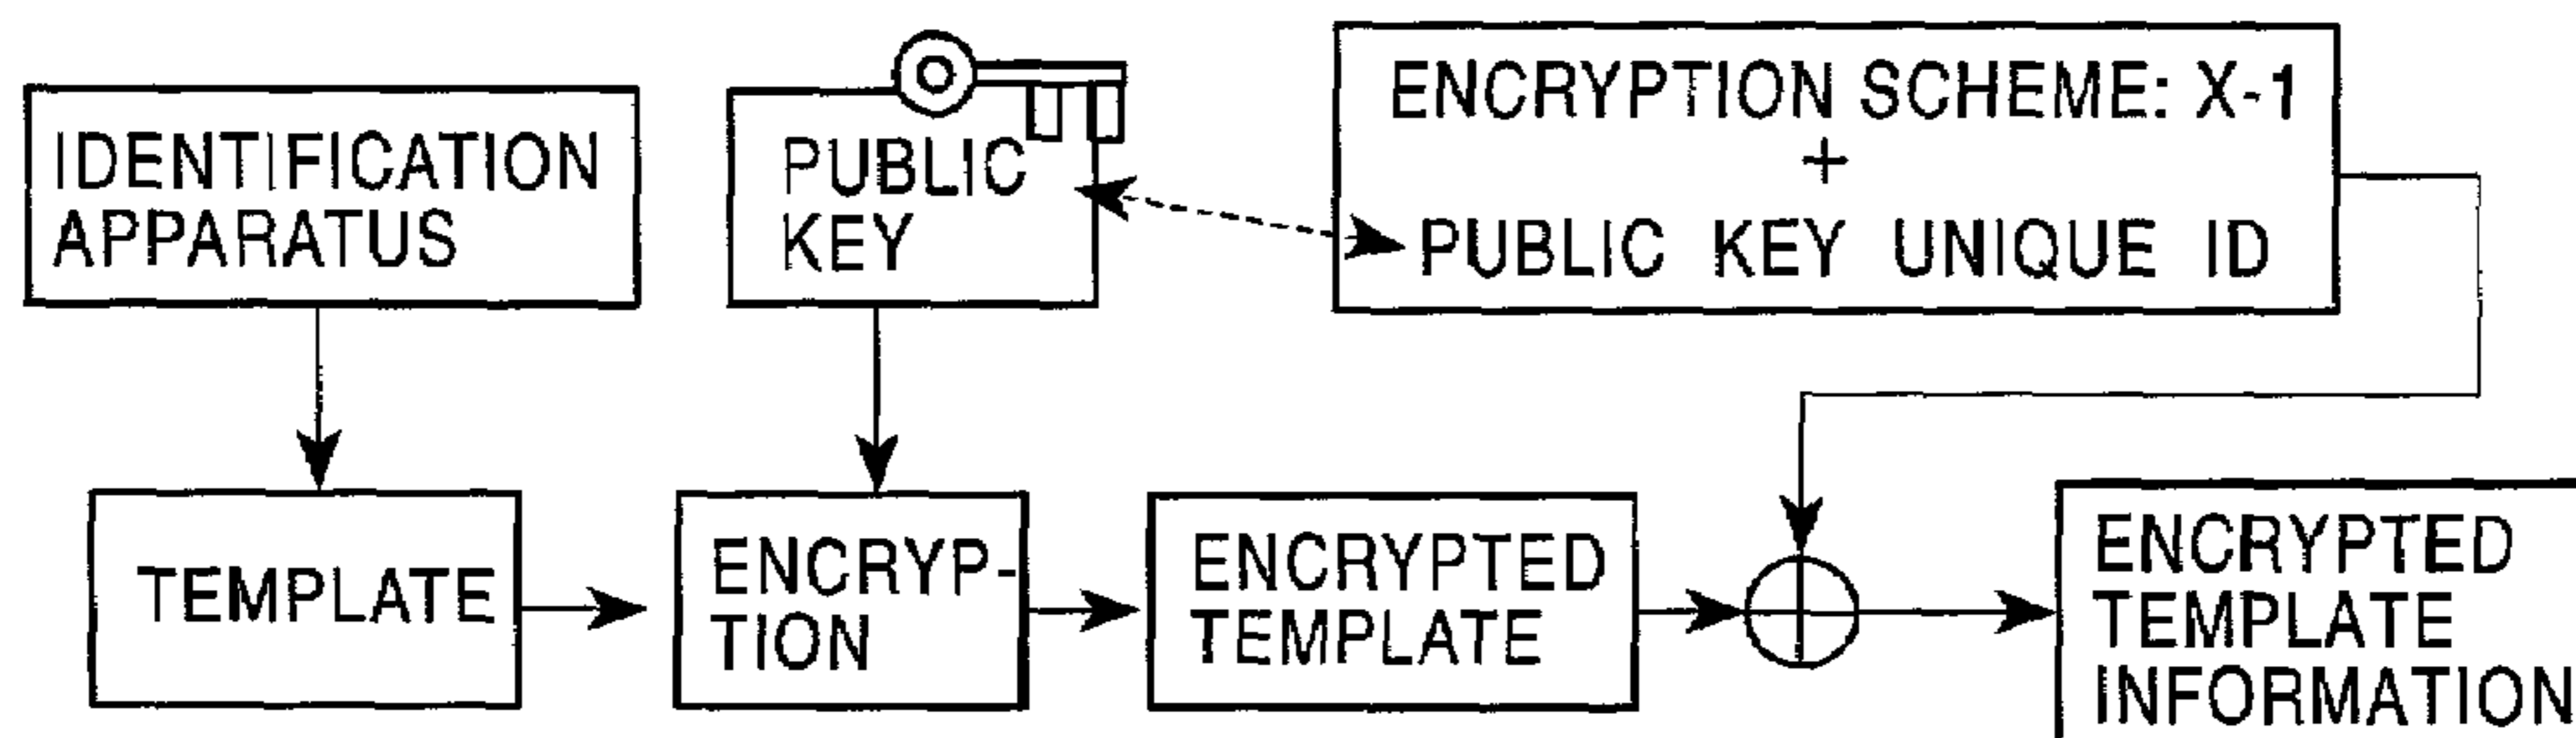 IDENTIFICATION
APPARATUS
PUBLIC
KEY
ENCRYPTION SCHEME: X-1
+
PUBLIC KEY UNIQUE ID
TEMPLATE
ENCRYP-
TION
ENCRYPTED
TEMPLATE
ENCRYPTED
TEMPLATE
INFORMATION